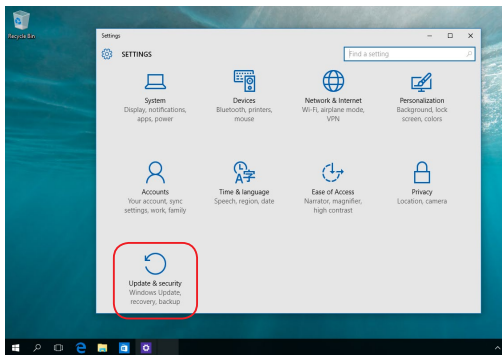 Recycle Bin
Settings
SETTINGS
Find a setting
System
Display, notifications,
apps, power
Devices
Bluetooth, printers,
mouse
Network & Internet
Wi-Fi, airplane mode,
VPN
Personalization
Background, lock
screen, colors
Accounts
Your account, sync
settings, work, family
Time & language
Speech, region, date
Ease of Access
Narrator, magnifier,
high contrast
Privacy
Location, camera
Update & security
Windows Update,
recovery, backup